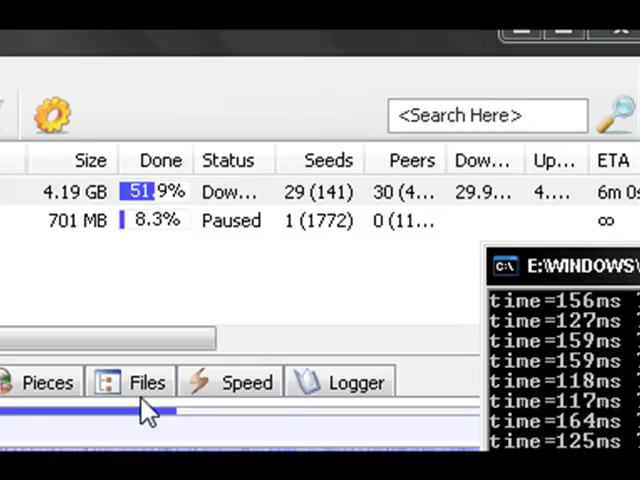 <Search Here>
Size Done Status Seeds Peers Dow... Up... ETA
4.19 GB 51.9% Dow... 29 (141) 30 (4... 29.9... 4.... 6m 0s
701 MB 8.3% Paused 1 (1772) 0 (11... ∞
C:\ E:\WINDOWS\
time=156ms
time=127ms
time=159ms
time=159ms
time=118ms
time=117ms
time=164ms
time=125ms
Pieces Files Speed Logger